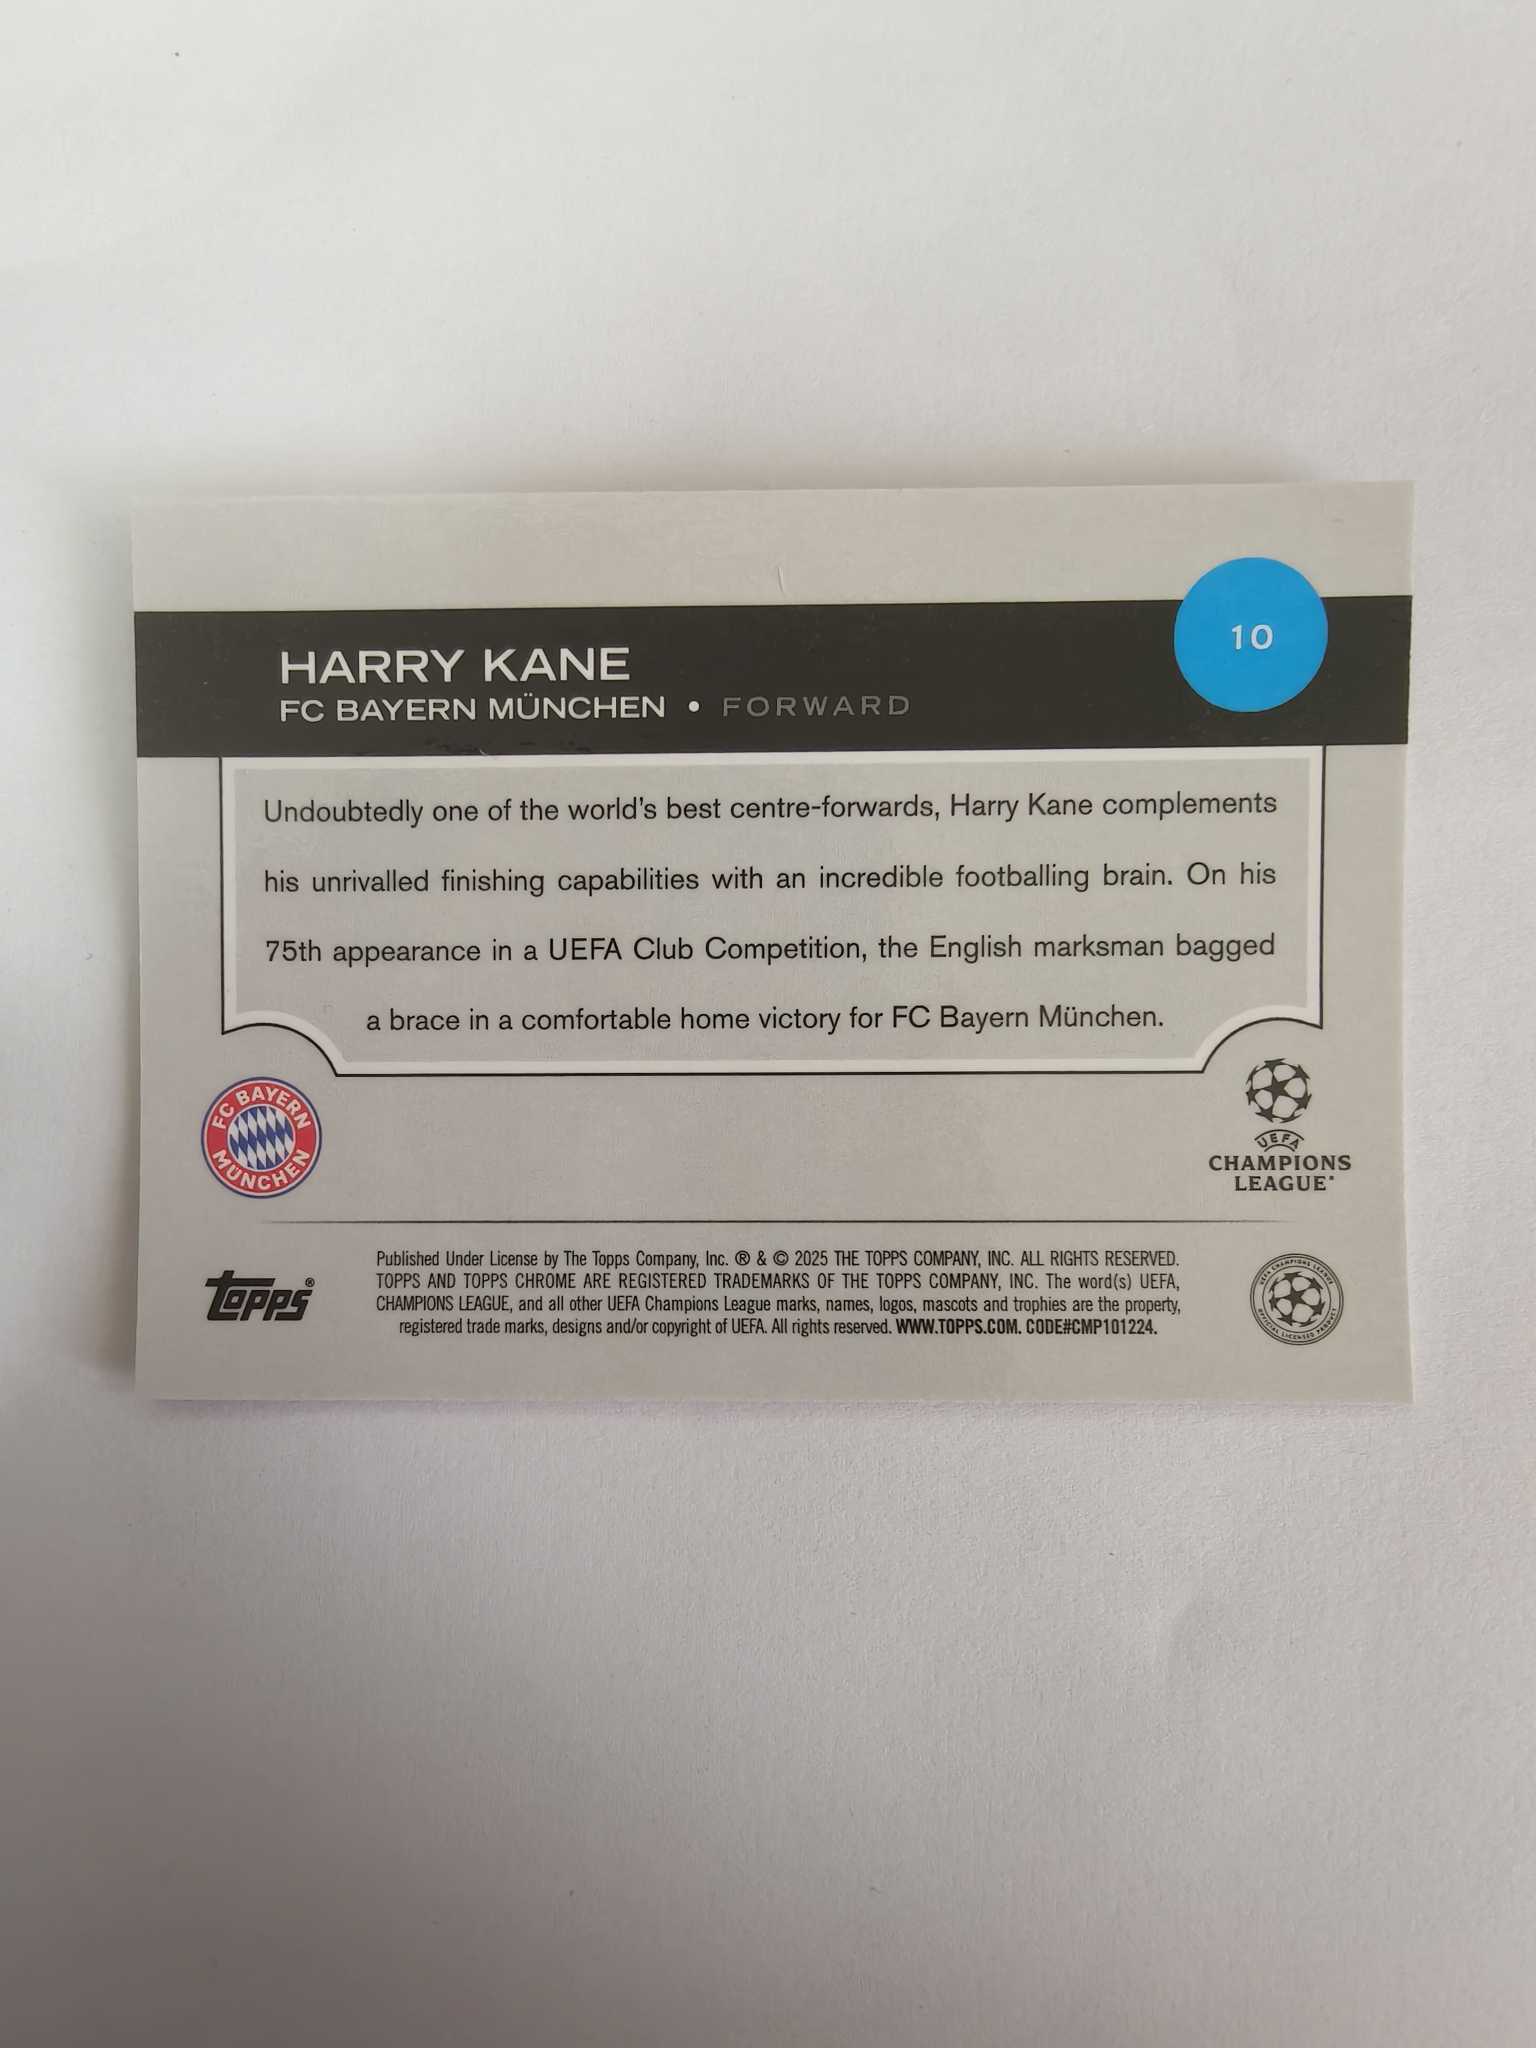 10
HARRY KANE
FC BAYERN MÜNCHEN • FORWARD
Undoubtedly one of the world's best centre-forwards, Harry Kane complements
his unrivalled finishing capabilities with an incredible footballing brain. On his
75th appearance in a UEFA Club Competition, the English marksman bagged
a brace in a comfortable home victory for FC Bayern München.
FC BAYERN
MÜNCHEN
UEFA
CHAMPIONS
LEAGUE®
topps®
Published Under License by The Topps Company, Inc. ® & © 2025 THE TOPPS COMPANY, INC. ALL RIGHTS RESERVED.
TOPPS AND TOPPS CHROME ARE REGISTERED TRADEMARKS OF THE TOPPS COMPANY, INC. The word(s) UEFA,
CHAMPIONS LEAGUE, and all other UEFA Champions League marks, names, logos, mascots and trophies are the property,
registered trade marks, designs and/or copyright of UEFA. All rights reserved. WWW.TOPPS.COM. CODE#CMP101224.
UEFA CHAMPIONS LEAGUE
OFFICIAL LICENSED PRODUCT